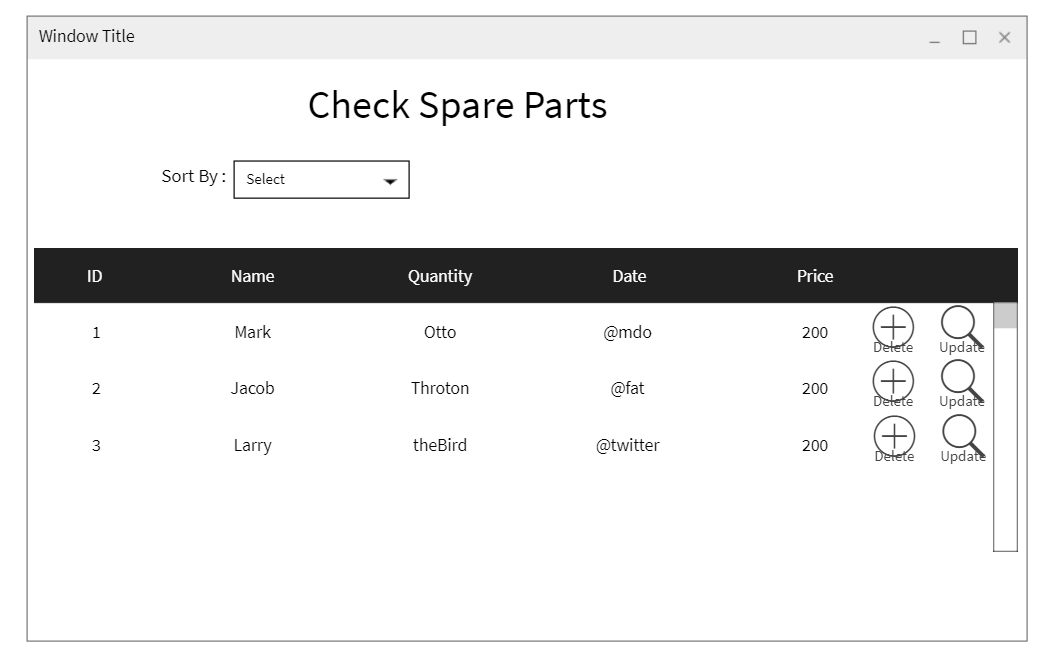 Window Title
Check Spare Parts
Sort By : Select
ID Name Quantity Date Price
1 Mark Otto @mdo 200 Delete Update
2 Jacob Throton @fat 200 Delete Update
3 Larry theBird @twitter 200 Delete Update